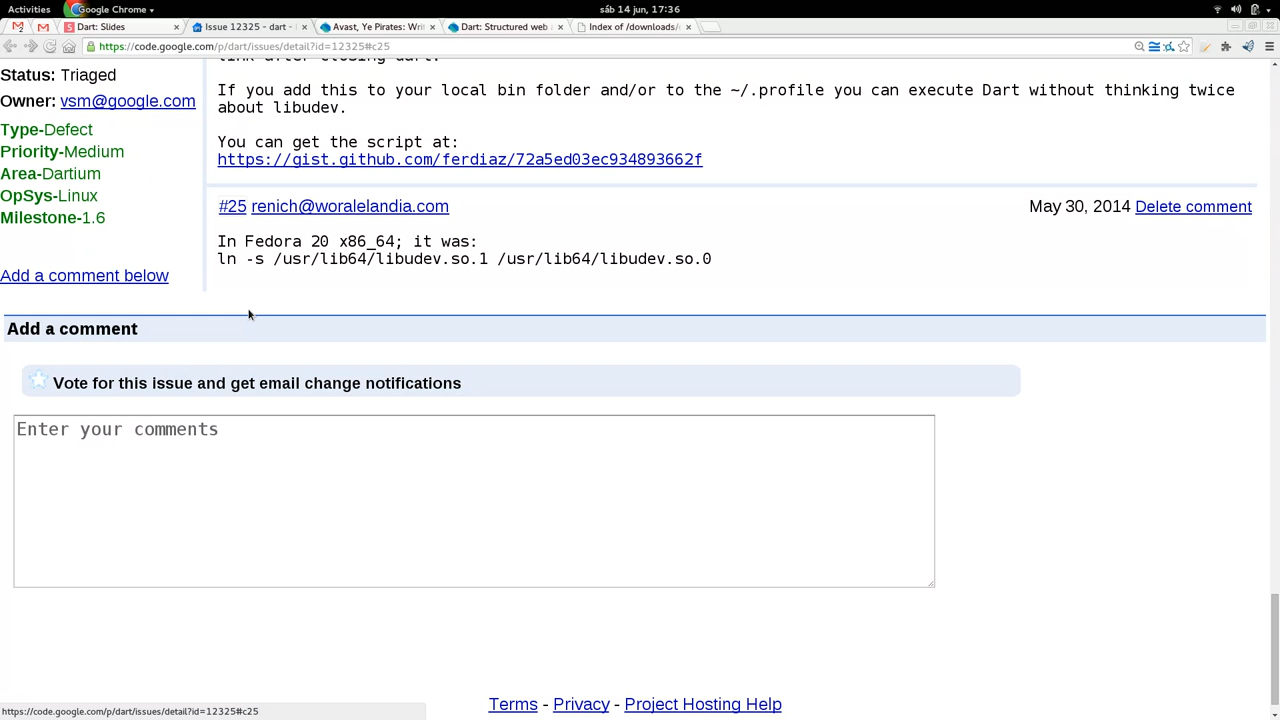 Activities Google Chrome sáb 14 jun, 17:36
Dart: Slides Issue 12325 - dart - Avast, Ye Pirates: Writ Dart: Structured web Index of /downloads/
https://code.google.com/p/dart/issues/detail?id=12325#c25
link after closing dart.
Status: Triaged
If you add this to your local bin folder and/or to the ~/.profile you can execute Dart without thinking twice
about libudev.
Owner: vsm@google.com
Type-Defect
You can get the script at:
Priority-Medium
https://gist.github.com/ferdiaz/72a5ed03ec934893662f
Area-Dartium
OpSys-Linux
#25 renich@woralelandia.com May 30, 2014 Delete comment
Milestone-1.6
In Fedora 20 x86_64; it was:
ln -s /usr/lib64/libudev.so.1 /usr/lib64/libudev.so.0
Add a comment below
Add a comment
Vote for this issue and get email change notifications
Enter your comments
Terms - Privacy - Project Hosting Help
https://code.google.com/p/dart/issues/detail?id=12325#c25